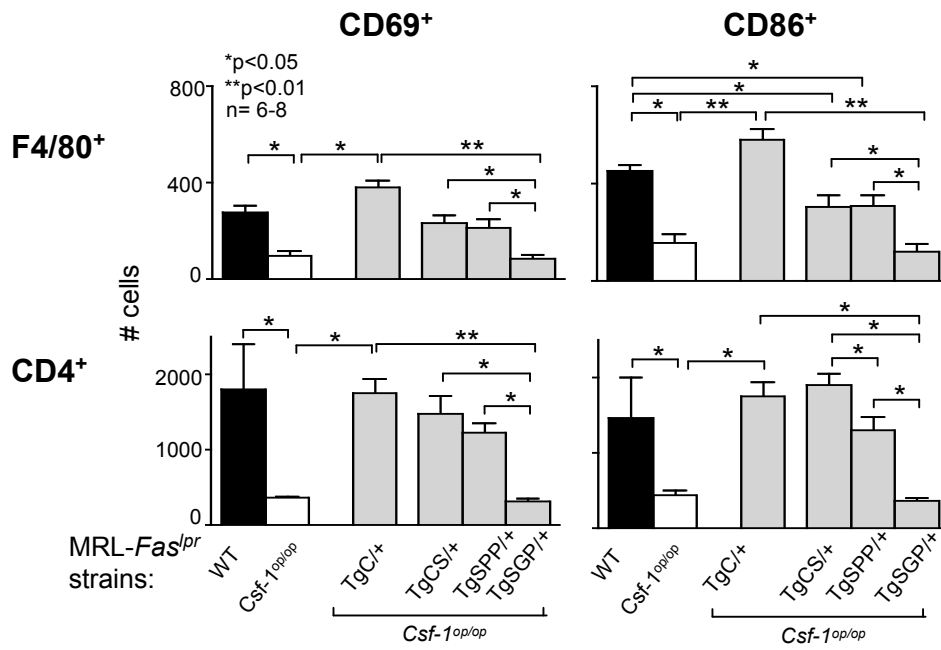 CD69+
CD86+
*p<0.05
**p<0.01
n= 6-8
F4/80+
800
400
0
* * ** * *
* * * ** ** * *
# cells
CD4+
2000
1000
0
* * ** * *
* * * * * *
MRL-Faslpr
strains:
WT
Csf-1op/op
TgC/+
TgCS/+
TgSPP/+
TgSGP/+
Csf-1op/op
WT
Csf-1op/op
TgC/+
TgCS/+
TgSPP/+
TgSGP/+
Csf-1op/op